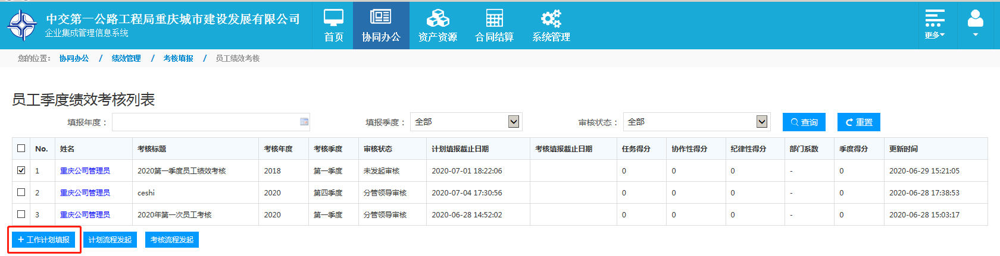 中交第一公路工程局重庆城市建设发展有限公司
企业集成管理信息系统
首页 协同办公 资产资源 合同结算 系统管理 更多
您的位置： 协同办公 / 绩效管理 / 考核填报 / 员工绩效考核
员工季度绩效考核列表
填报年度： 填报季度： 全部 审核状态： 全部 查询 重置
No. 姓名 考核标题 考核年度 考核季度 审核状态 计划填报截止日期 考核填报截止日期 任务得分 协作性得分 纪律性得分 部门系数 季度得分 更新时间
1 重庆公司管理员 2020第一季度员工绩效考核 2018 第一季度 未发起审核 2020-07-01 18:22:06 0 0 0 - 0 2020-06-29 15:21:05
2 重庆公司管理员 ceshi 2020 第四季度 分管领导审核 2020-07-04 17:30:56 0 0 0 - 0 2020-06-28 17:38:53
3 重庆公司管理员 2020年第一次员工考核 2020 第一季度 分管领导审核 2020-06-28 14:52:02 0 0 0 - 0 2020-06-28 15:03:17
+ 工作计划填报 计划流程发起 考核流程发起